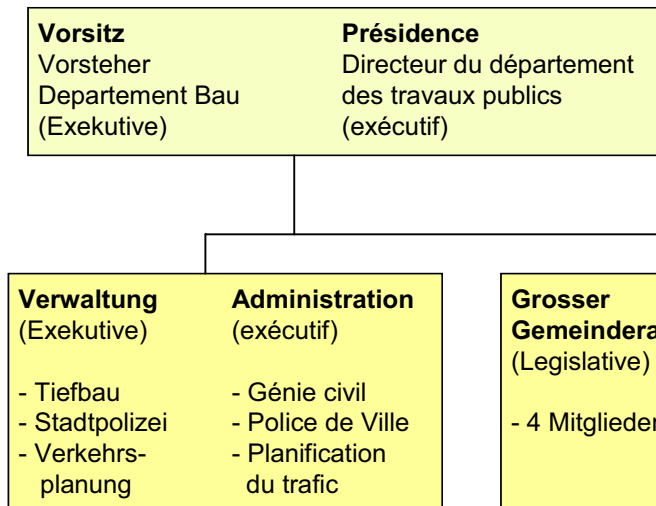 Vorsitz
Vorsteher
Departement Bau
(Exekutive)
Présidence
Directeur du département
des travaux publics
(exécutif)
Verwaltung
(Exekutive)
- Tiefbau
- Stadtpolizei
- Verkehrs-
planung
Administration
(exécutif)
- Génie civil
- Police de Ville
- Planification
du trafic
Grosser
Gemeindera
(Legislative)
- 4 Mitglieder